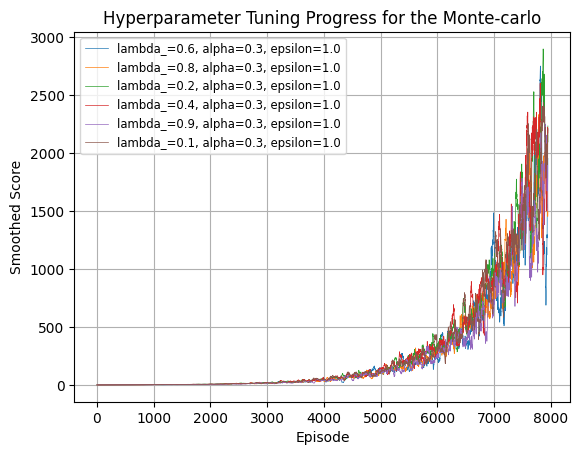 Hyperparameter Tuning Progress for the Monte-carlo
lambda_=0.6, alpha=0.3, epsilon=1.0
lambda_=0.8, alpha=0.3, epsilon=1.0
lambda_=0.2, alpha=0.3, epsilon=1.0
lambda_=0.4, alpha=0.3, epsilon=1.0
lambda_=0.9, alpha=0.3, epsilon=1.0
lambda_=0.1, alpha=0.3, epsilon=1.0
Smoothed Score
3000
2500
2000
1500
1000
500
0
0 1000 2000 3000 4000 5000 6000 7000 8000
Episode